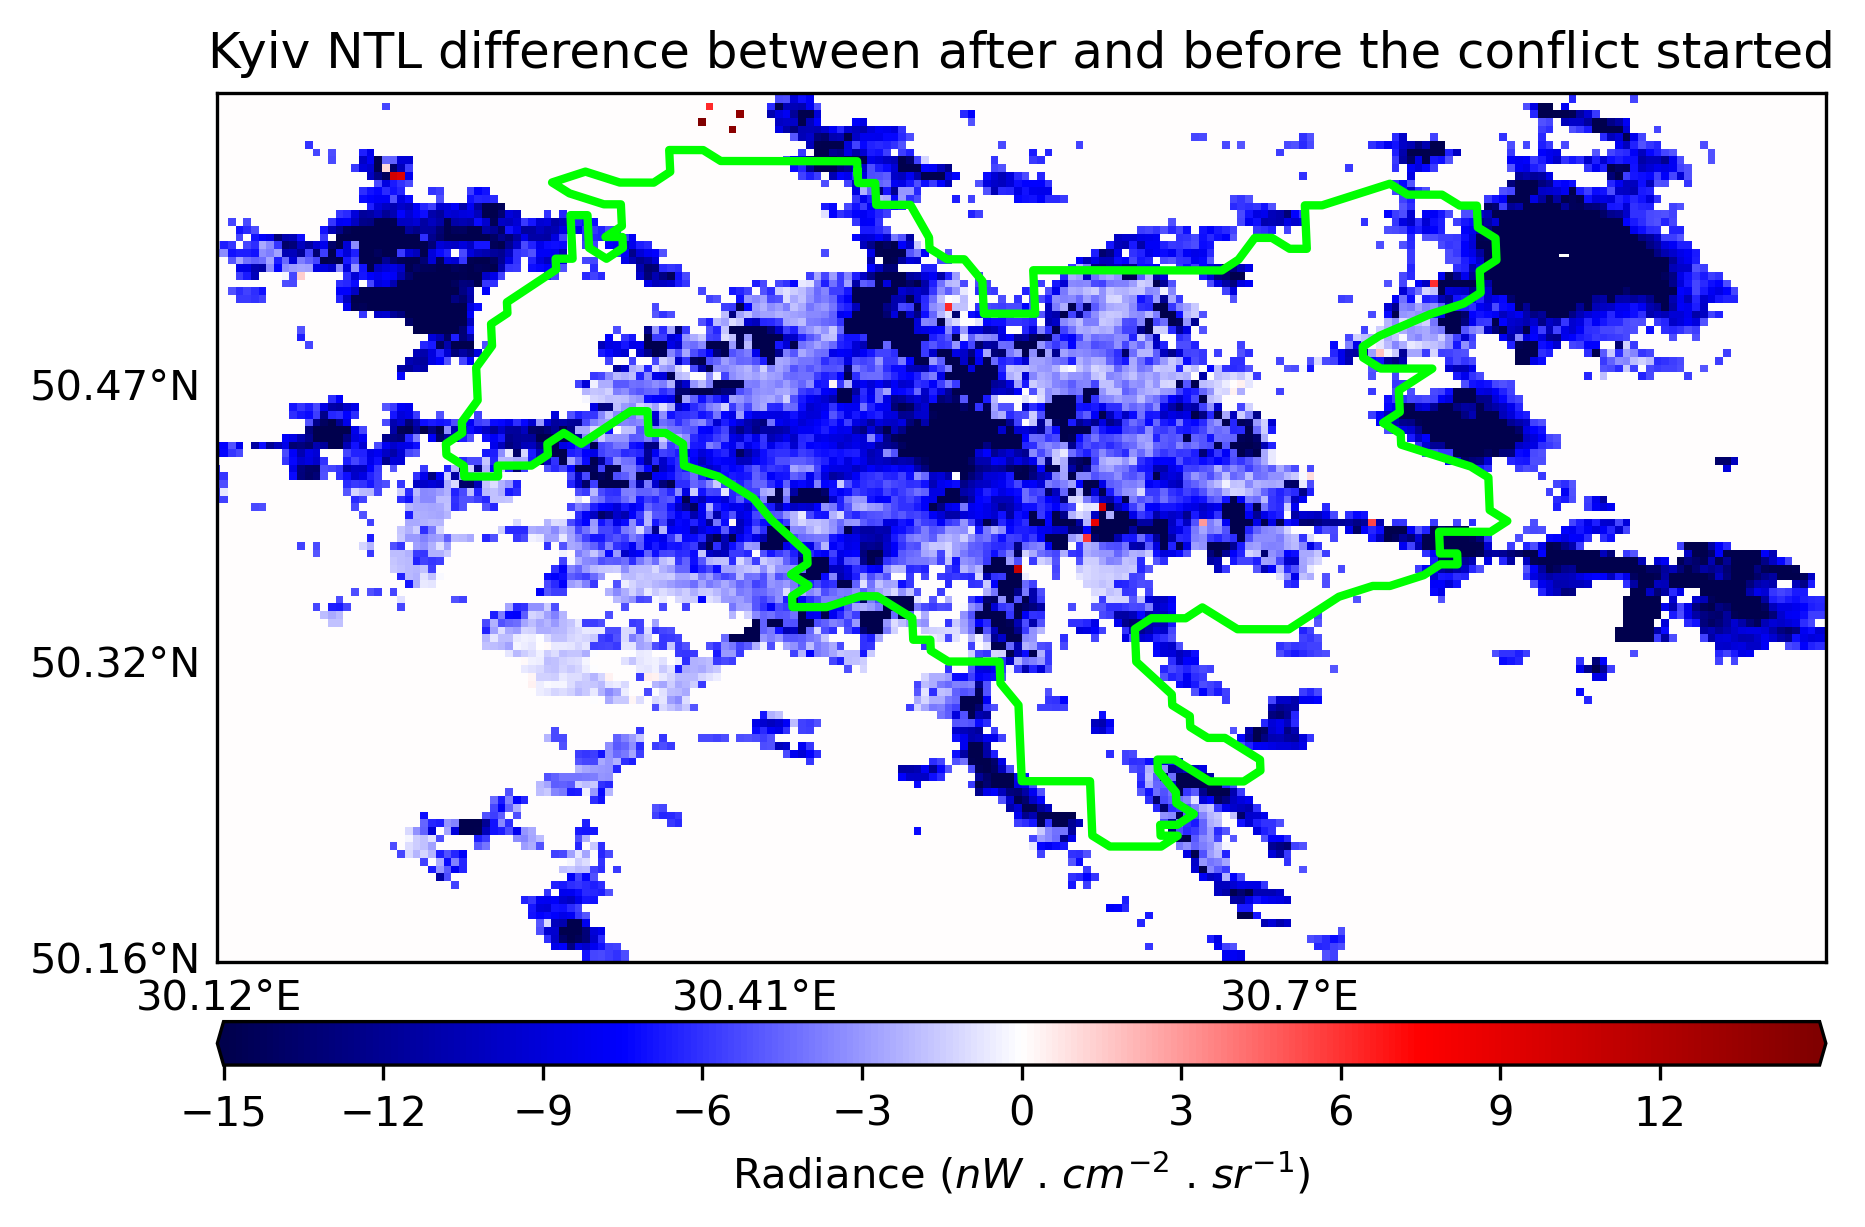 Kyiv NTL difference between after and before the conflict started
50.47°N
50.32°N
50.16°N
30.12°E 30.41°E 30.7°E
−15 −12 −9 −6 −3 0 3 6 9 12
Radiance (nW . cm⁻² . sr⁻¹)